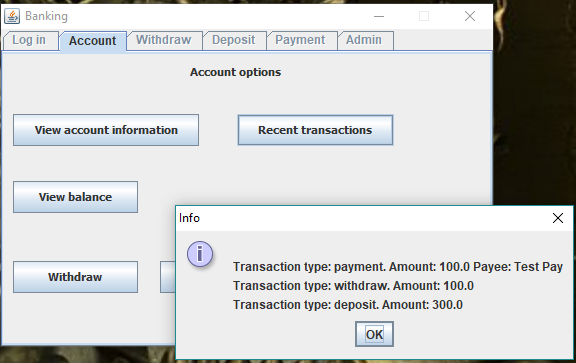 Banking
Log in Account Withdraw Deposit Payment Admin
Account options
View account information Recent transactions
View balance
Info
Transaction type: payment. Amount: 100.0 Payee: Test Pay
Transaction type: withdraw. Amount: 100.0
Withdraw
Transaction type: deposit. Amount: 300.0
OK